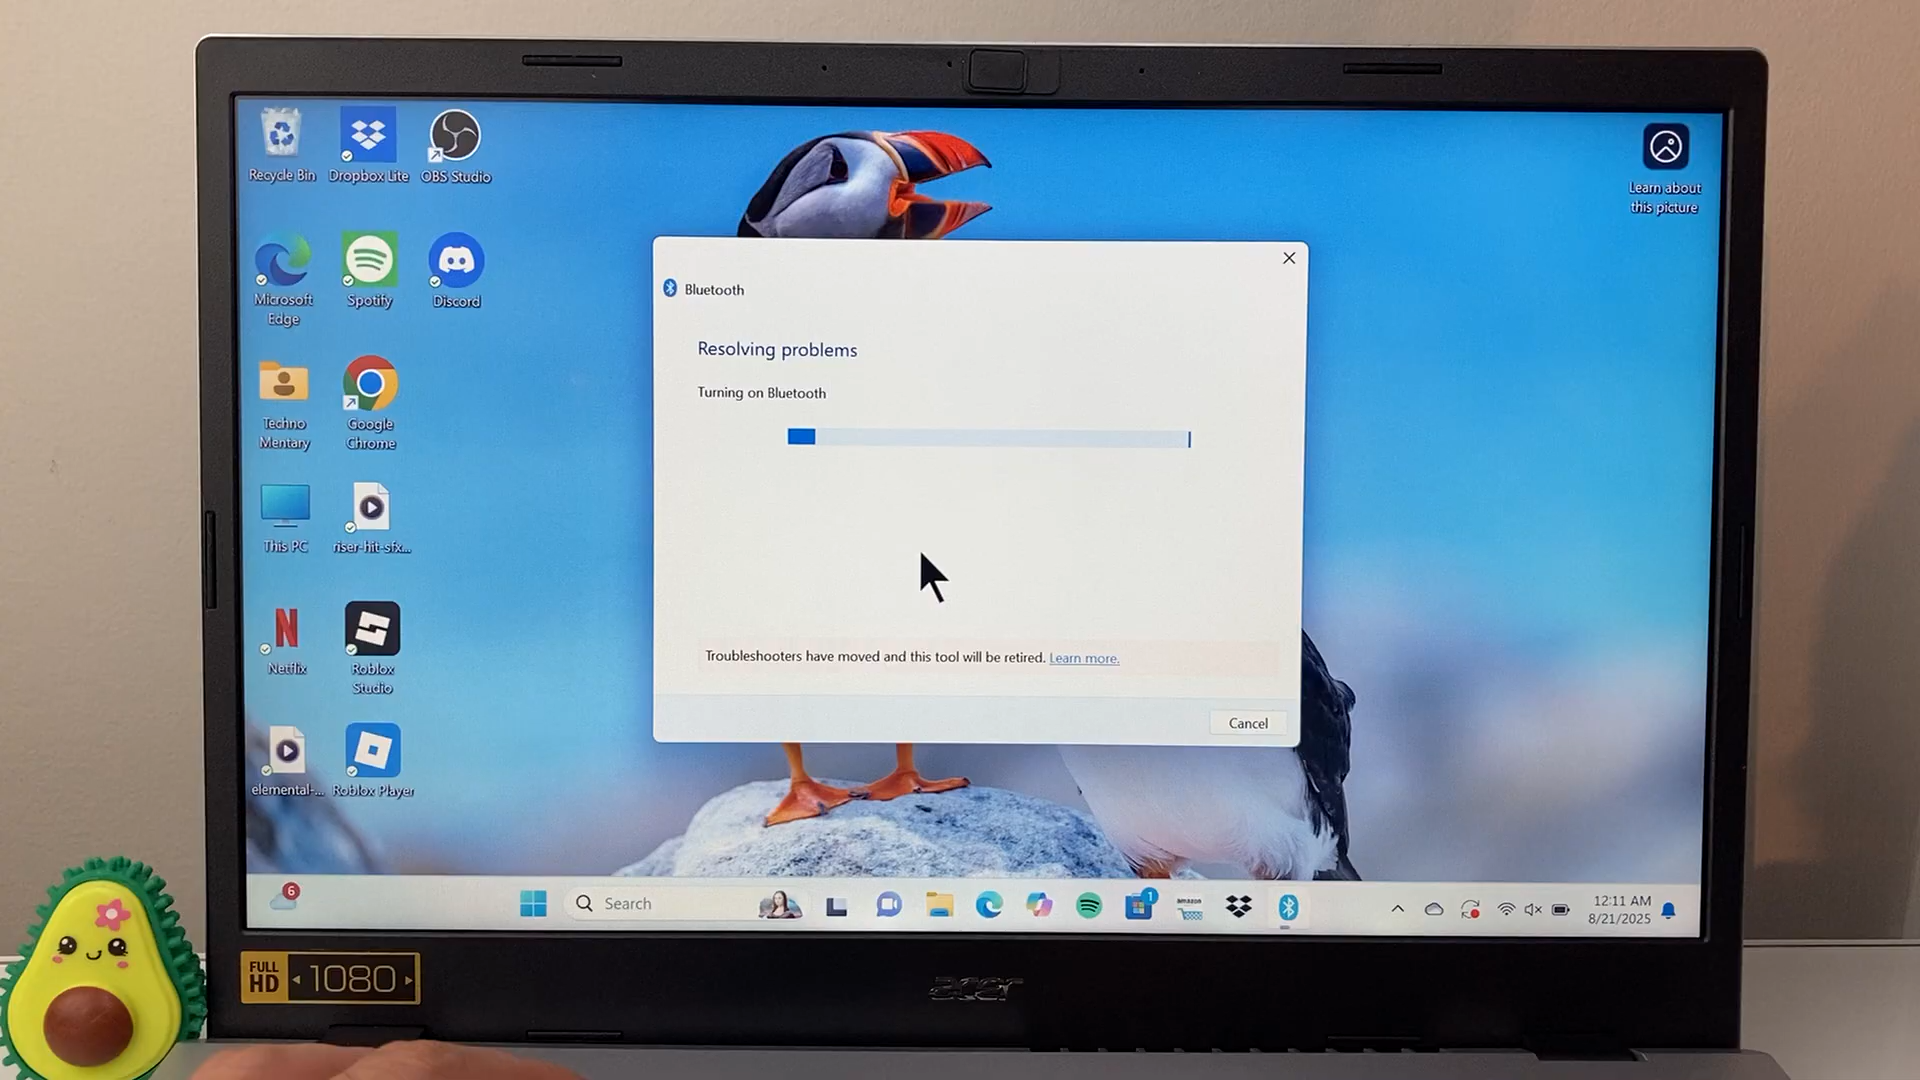 Recycle Bin
Dropbox Lite
OBS Studio
Learn about
this picture
Microsoft
Edge
Spotify
Discord
Bluetooth
Resolving problems
Turning on Bluetooth
Techno
Mentary
Google
Chrome
This PC
riser-hit-sfx...
Netflix
Roblox
Studio
Troubleshooters have moved and this tool will be retired. Learn more.
Cancel
elemental-...
Roblox Player
6
Search
amazon
1
12:11 AM
8/21/2025
FULL
HD
1080
acer